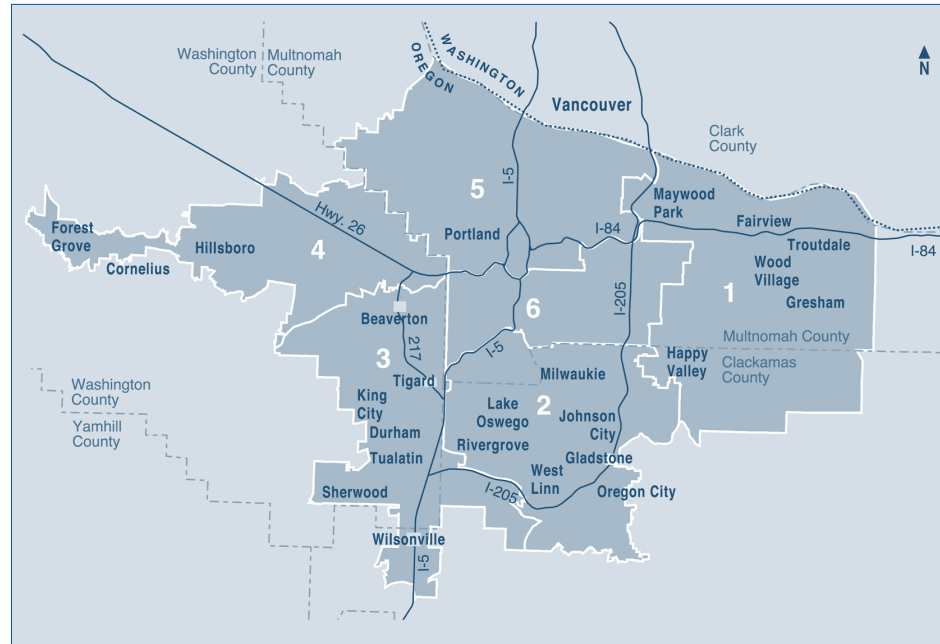 WASHINGTON
OREGON
Washington
County
Multnomah
County
N
Vancouver
Clark
County
I-5
5
Maywood
Park
Hwy. 26
Fairview
Forest
Grove
Portland
I-84
Hillsboro
4
Troutdale
I-84
Cornelius
Wood
Village
I-205
1
Gresham
6
Beaverton
217
3
I-5
Multnomah County
Happy
Valley
Clackamas
County
Milwaukie
Tigard
Washington
County
King
City
Lake
Oswego
2
Johnson
City
Yamhill
County
Durham
Rivergrove
Tualatin
Gladstone
West
Linn
Sherwood
I-205
Oregon City
Wilsonville
I-5